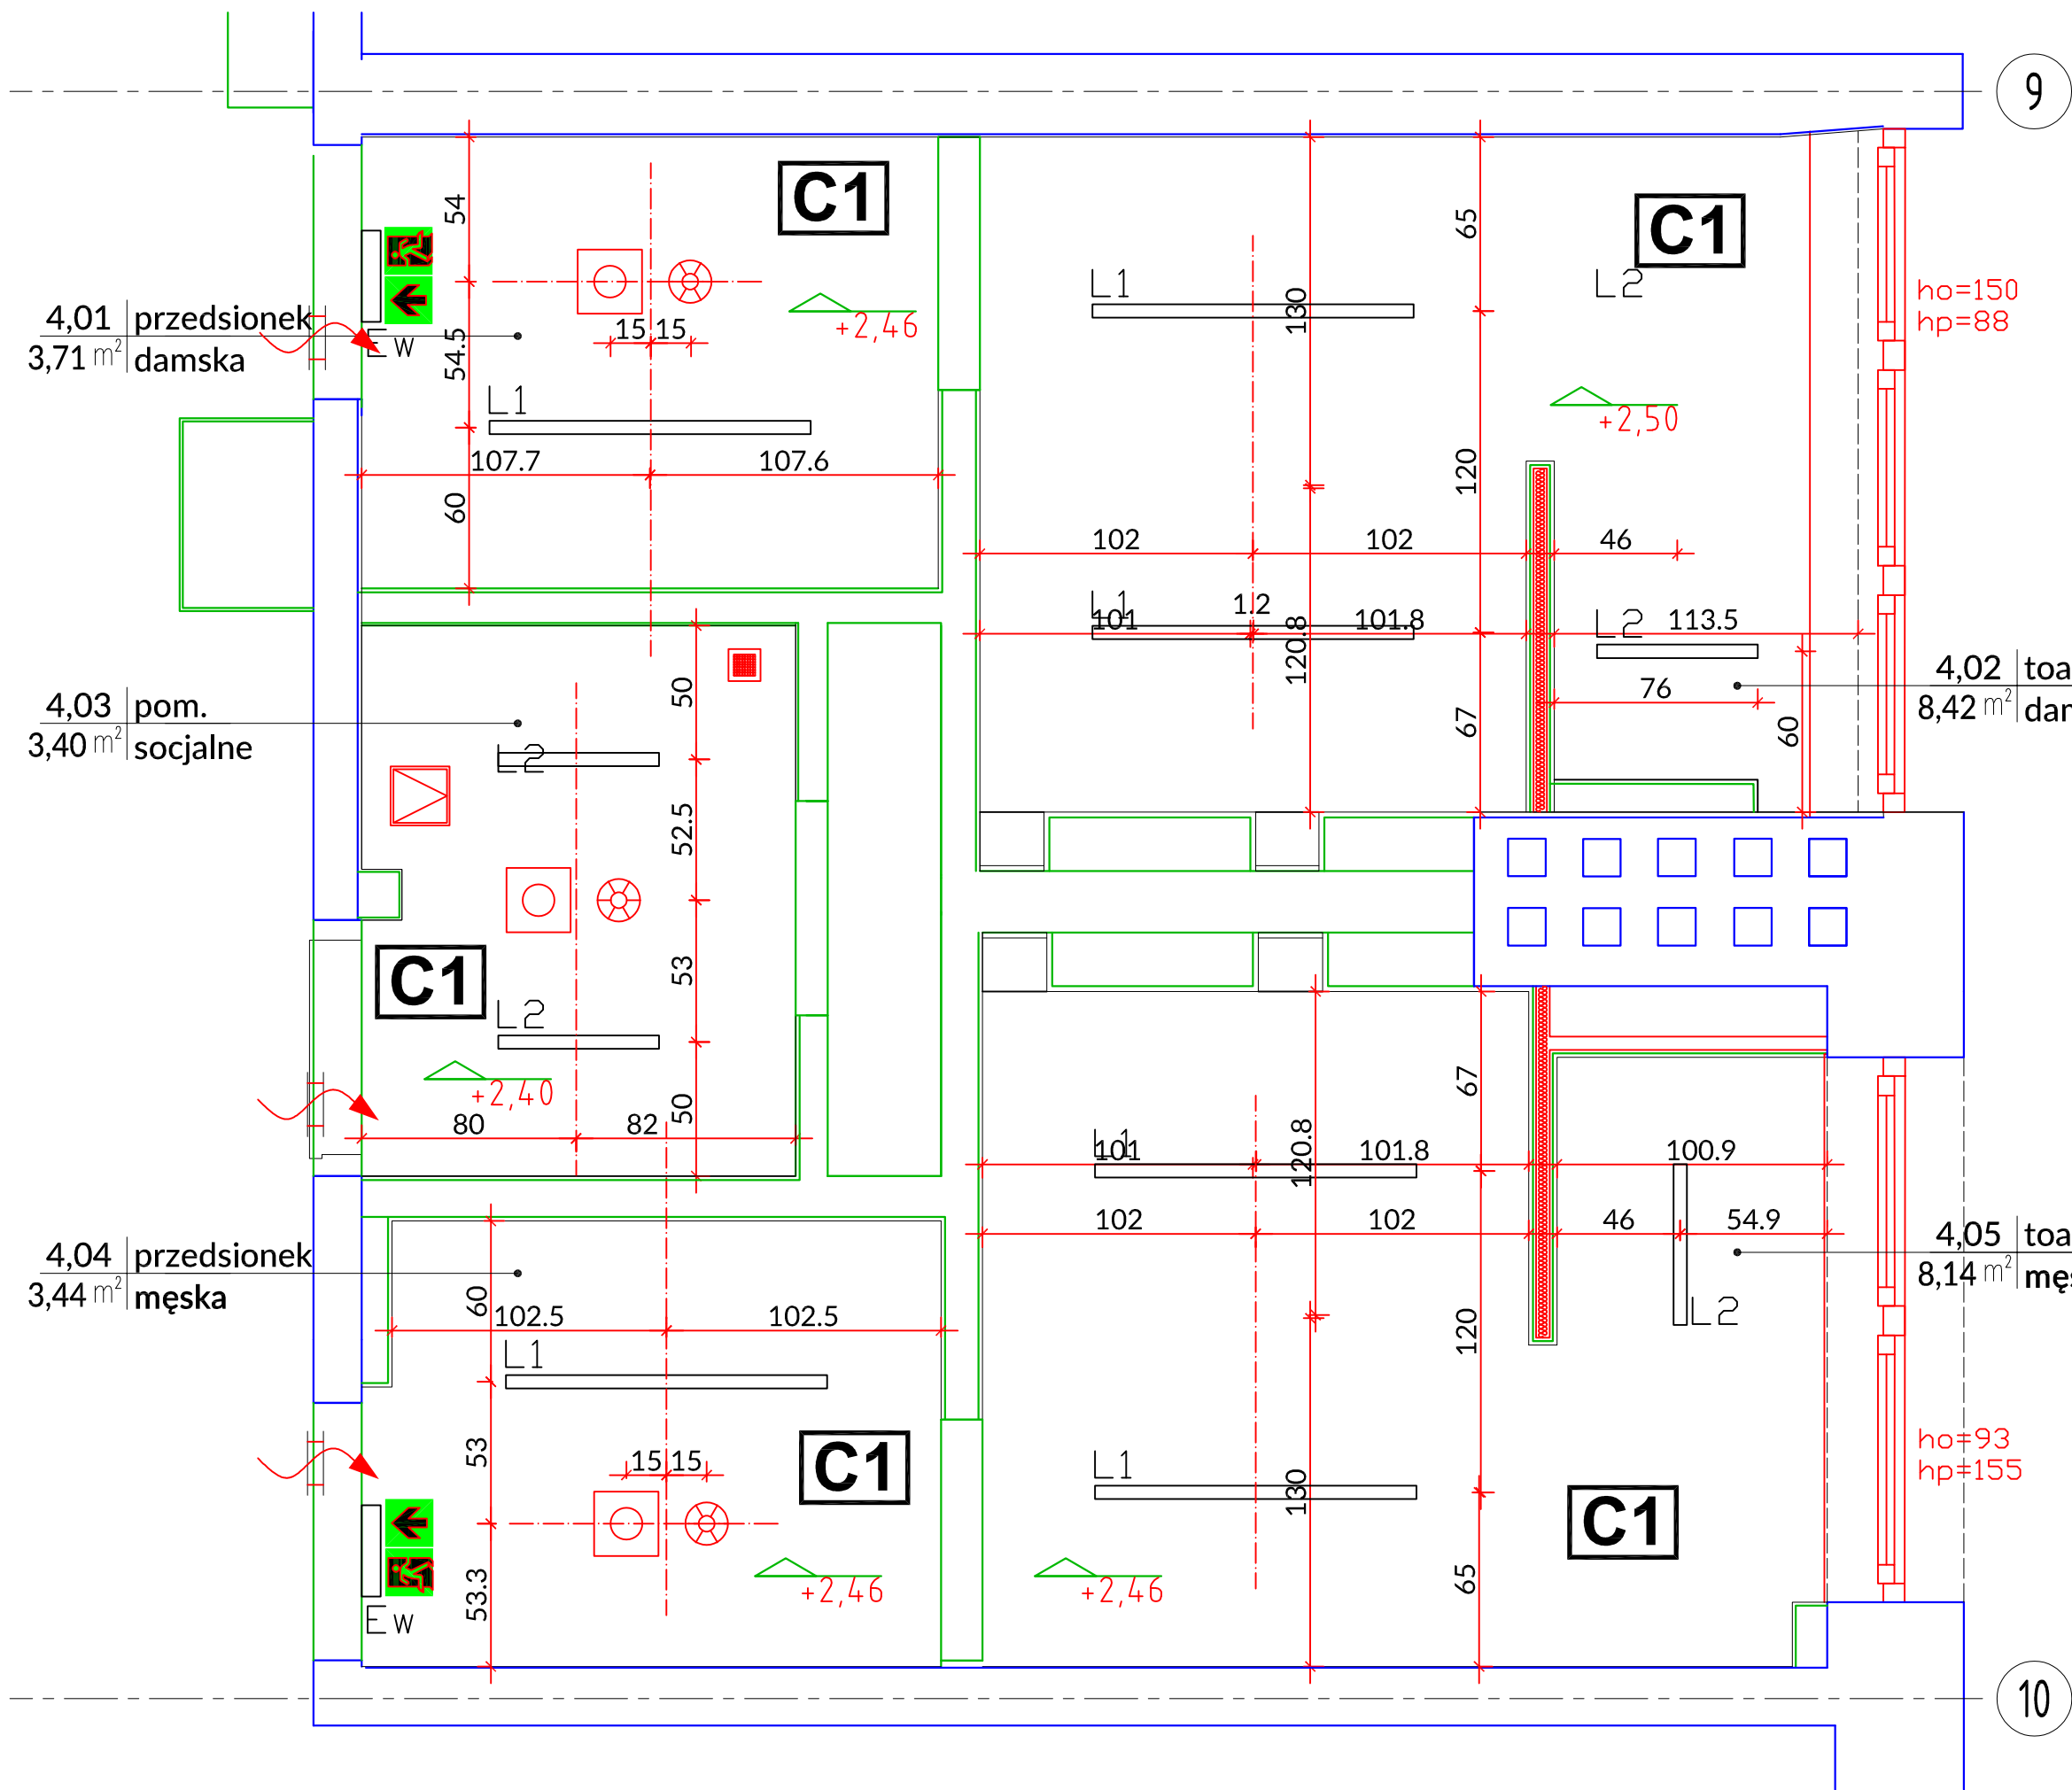 9
54
C1
65
C1
L1
L2
130
ho=150
hp=88
4,01 przedsionek
3,71 m² damska
E W
54.5
15 15
+2,46
L1
+2,50
107.7 107.6
60
120
102 102 46
L1
101 1.2 101.8
L2 113.5
120.8
50
4,03 pom.
3,40 m² socjalne
L2
76
67
60
4,02
8,42 m²
52.5
53
C1
L2
+2,40
80 82
50
67
120.8
L1
101 101.8 100.9
102 102 46 54.9
4,04 przedsionek
3,44 m² męska
60
102.5 102.5
L1
4,05
8,14 m²
L2
120
53
15 15
C1
L1
130
ho=93
hp=155
C1
53.3
+2,46
+2,46
65
E W
10